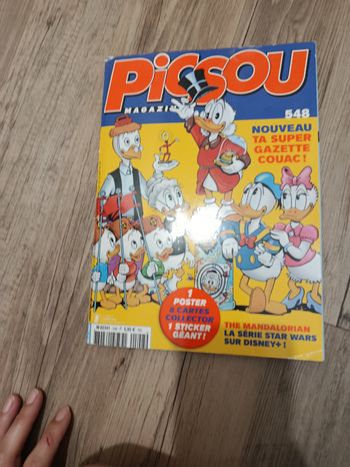 PiCSOU
MAGAZINE
548
NOUVEAU
TA SUPER
GAZETTE
COUAC !
1
POSTER
8 CARTES
COLLECTOR
1 STICKER
GÉANT !
THE MANDALORIAN
LA SÉRIE STAR WARS
SUR DISNEY+ !